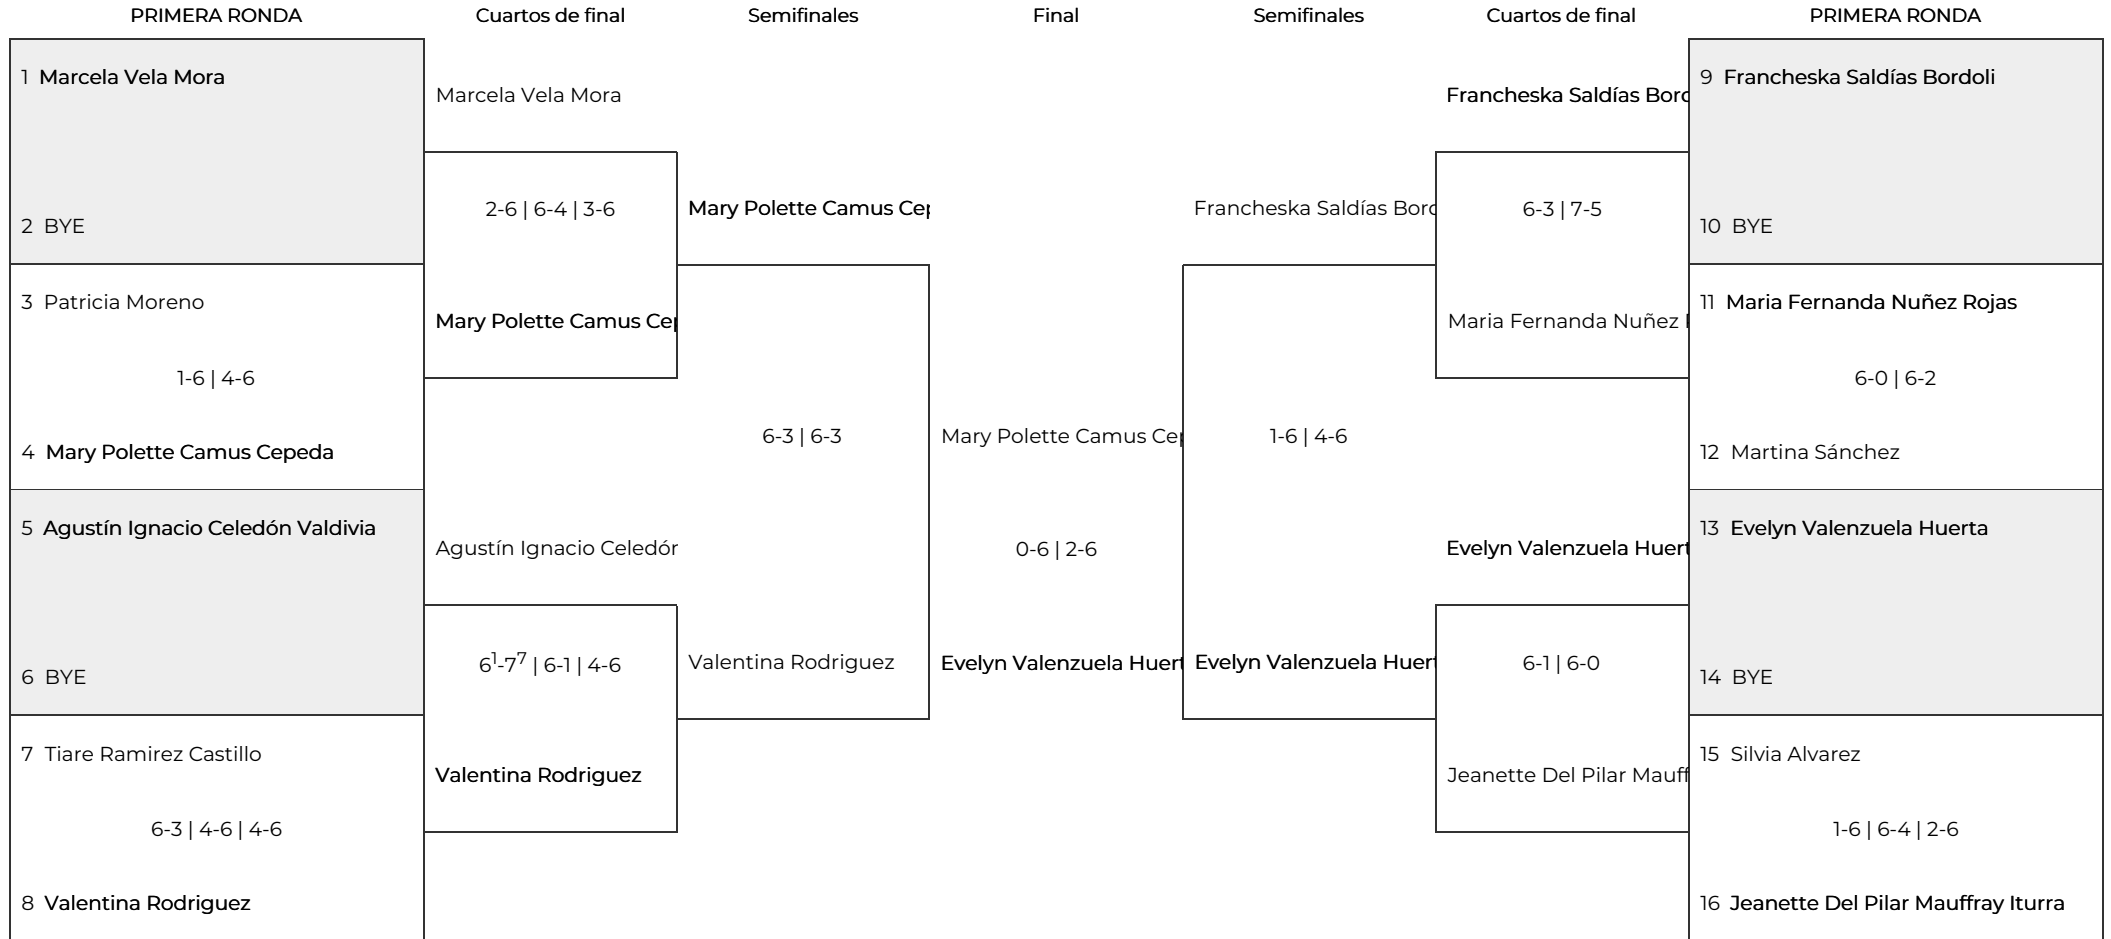 PRIMERA RONDA
Cuartos de final
Semifinales
Final
Semifinales
Cuartos de final
PRIMERA RONDA
1 Marcela Vela Mora
2 BYE
3 Patricia Moreno
1-6 | 4-6
4 Mary Polette Camus Cepeda
5 Agustín Ignacio Celedón Valdivia
6 BYE
7 Tiare Ramirez Castillo
6-3 | 4-6 | 4-6
8 Valentina Rodriguez
Marcela Vela Mora
2-6 | 6-4 | 3-6
Mary Polette Camus Cep
Agustín Ignacio Celedór
6¹-7⁷ | 6-1 | 4-6
Valentina Rodriguez
Mary Polette Camus Cep
6-3 | 6-3
Valentina Rodriguez
Mary Polette Camus Cep
0-6 | 2-6
Evelyn Valenzuela Huert
Francheska Saldías Bord
1-6 | 4-6
Evelyn Valenzuela Huert
Francheska Saldías Bord
6-3 | 7-5
Maria Fernanda Nuñez R
Evelyn Valenzuela Huert
6-1 | 6-0
Jeanette Del Pilar Mauff
9 Francheska Saldías Bordoli
10 BYE
11 Maria Fernanda Nuñez Rojas
6-0 | 6-2
12 Martina Sánchez
13 Evelyn Valenzuela Huerta
14 BYE
15 Silvia Alvarez
1-6 | 6-4 | 2-6
16 Jeanette Del Pilar Mauffray Iturra